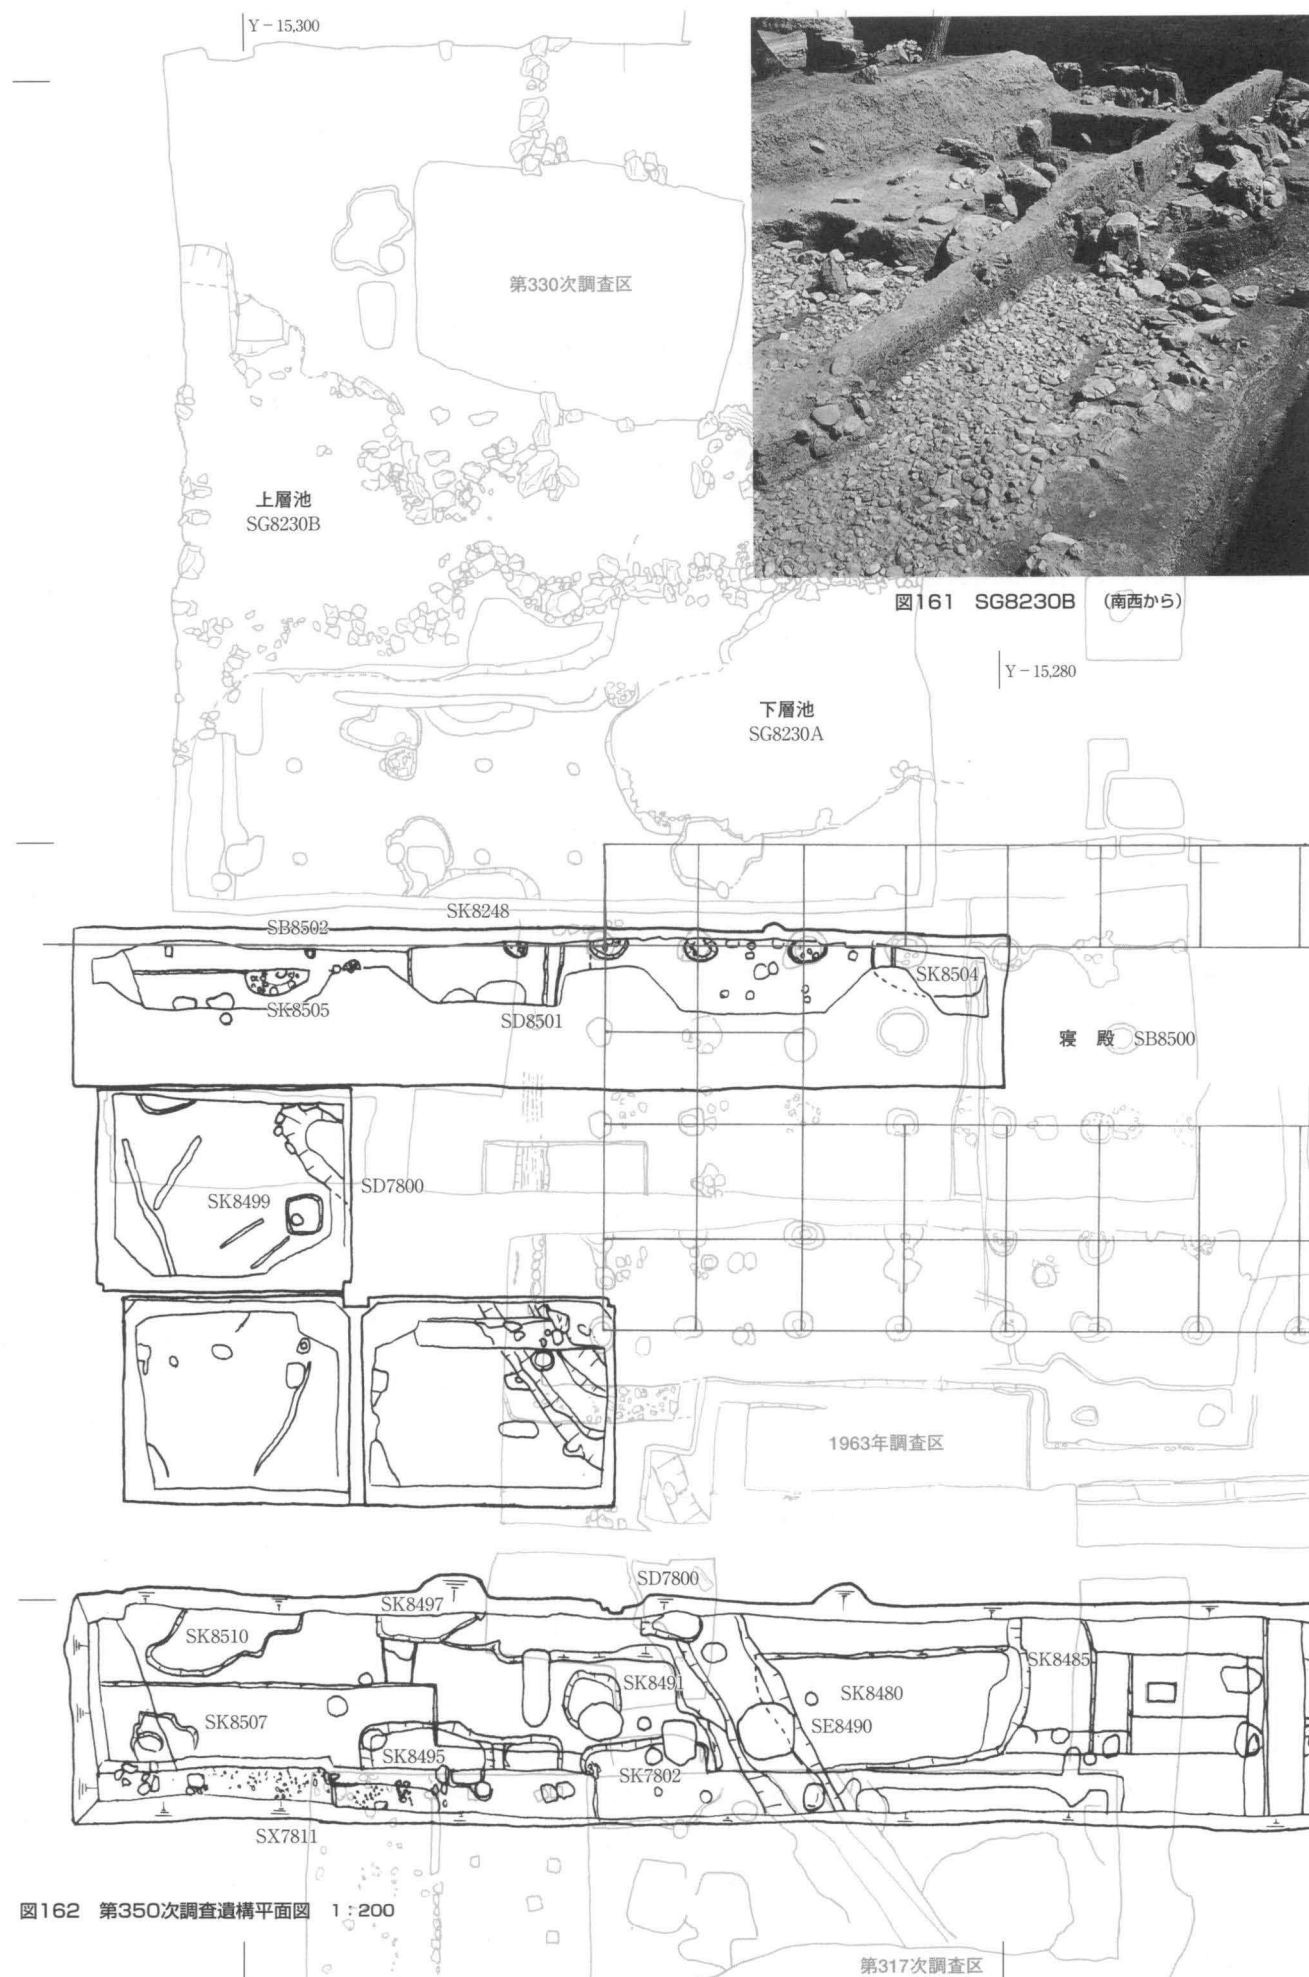 Y－15,300
第330次調査区
上層池
SG8230B
図161　SG8230B　（南西から）
Y－15,280
下層池
SG8230A
SK8248
SB8502
SK8504
SK8505
SD8501
寝　殿　SB8500
SD7800
SK8499
1963年調査区
SD7800
SK8497
SK8510
SK8485
SK8491
SK8480
SK8507
SE8490
SK8495
SK7802
SX7811
図162　第350次調査遺構平面図　1：200
第317次調査区